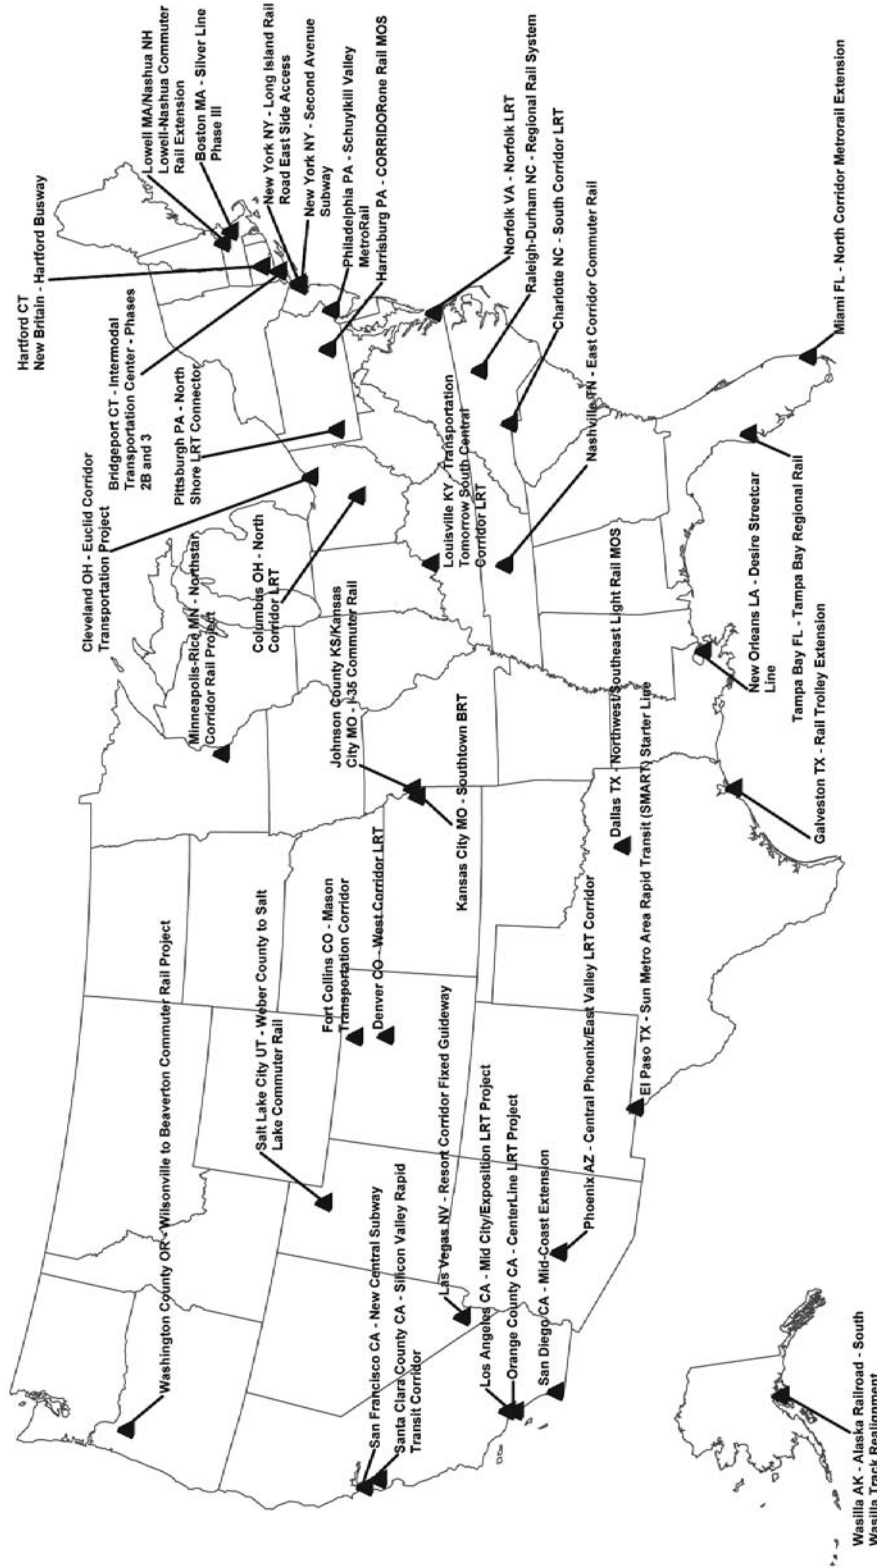 Washington County OR - Wilsonville to Beaverton Commuter Rail Project
San Francisco CA - New Central Subway
Santa Clara County CA - Silicon Valley Rapid
Transit Corridor
Salt Lake City UT - Weber County to Salt
Lake Commuter Rail
Las Vegas NV - Resort Corridor Fixed Guideway
Los Angeles CA - Mid City/Exposition LRT Project
Orange County CA - CenterLine LRT Project
San Diego CA - Mid-Coast Extension
Phoenix AZ - Central Phoenix/East Valley LRT Corridor
El Paso TX - Sun Metro Area Rapid Transit (SMART) Starter Line
Wasilla AK - Alaska Railroad - South
Wasilla Track Realignment
Fort Collins CO - Mason
Transportation Corridor
Denver CO - West Corridor LRT
Minneapolis-Rice MN - Northstar
Corridor Rail Project
Johnson County KS/Kansas
City MO - I-35 Commuter Rail
Kansas City MO - Southtown BRT
Dallas TX - Northwest/Southeast Light Rail MOS
Galveston TX - Rail Trolley Extension
New Orleans LA - Desire Streetcar
Line
Tampa Bay FL - Tampa Bay Regional Rail
Miami FL - North Corridor Metrorail Extension
Cleveland OH - Euclid Corridor
Transportation Project
Columbus OH - North
Corridor LRT
Louisville KY - Transportation
Tomorrow South Central
Corridor LRT
Nashville TN - East Corridor Commuter Rail
Charlotte NC - South Corridor LRT
Raleigh-Durham NC - Regional Rail System
Norfolk VA - Norfolk LRT
Pittsburgh PA - North
Shore LRT Connector
Bridgeport CT - Intermodal
Transportation Center - Phases
2B and 3
Hartford CT
New Britain - Hartford Busway
Lowell MA/Nashua NH
Lowell-Nashua Commuter
Rail Extension
Boston MA - Silver Line
Phase III
New York NY - Long Island Rail
Road East Side Access
New York NY - Second Avenue
Subway
Philadelphia PA - Schuylkill Valley
MetroRail
Harrisburg PA - CORRIDORone Rail MOS